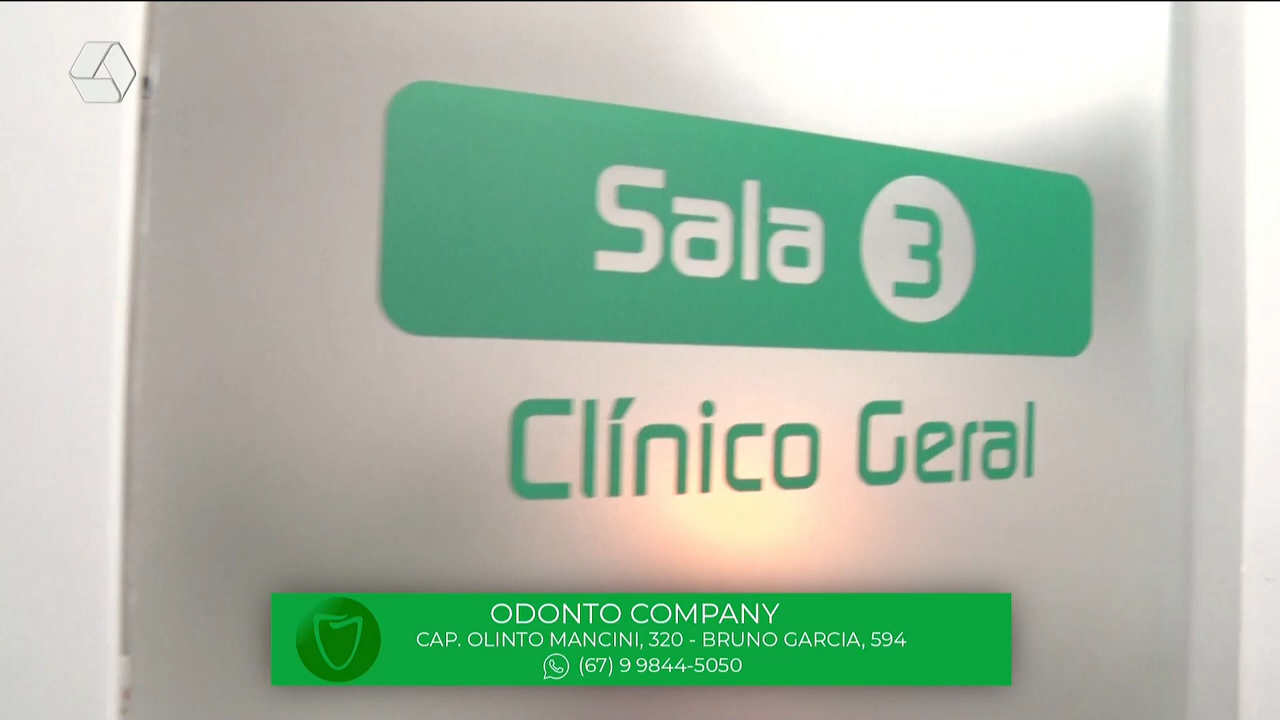 Sala 3
Clínico Geral
ODONTO COMPANY
CAP. OLINTO MANCINI, 320 - BRUNO GARCIA, 594
(67) 9 9844-5050